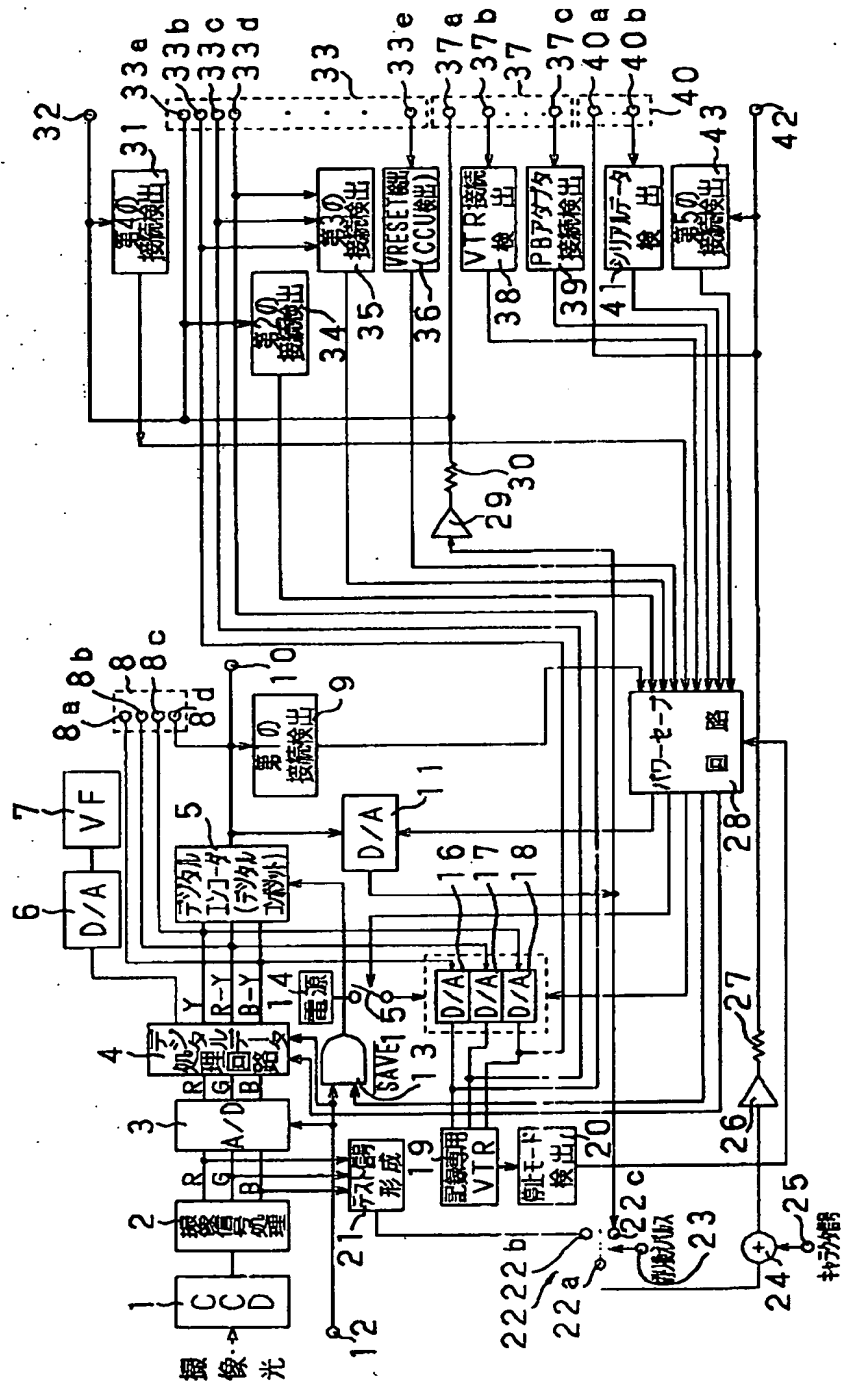 撮像光
1
CCD
2
撮像信号処理
R
G
B
3
A/D
R
G
B
4
デジタルデータ処理回路
Y
R-Y
B-Y
5
デジタルエンコーダ
(デジタルコンポジット)
6
D/A
7
VF
8a
8
8b
8c
8d
10
第1の接続検出
9
D/A
11
12
SAVE1
13
14
電源
15
D/A
16
D/A
17
D/A
18
19
記録専用VTR
停止モード検出
20
21
テスト信号形成
22
22b
22a
22c
切り換えパルス
23
24
25
キャラクタ信号
26
27
パワーセーブ回路
28
29
30
第4の接続検出
31
32
33a
33b
33c
33d
33
33e
第2の接続検出
34
第3の接続検出
35
VRESET検出
(CCU検出)
36
37a
37b
37
37c
VTR接続検出
38
PBアダプタ接続検出
39
40a
40b
40
シリアルデータ検出
41
第5の接続検出
43
42